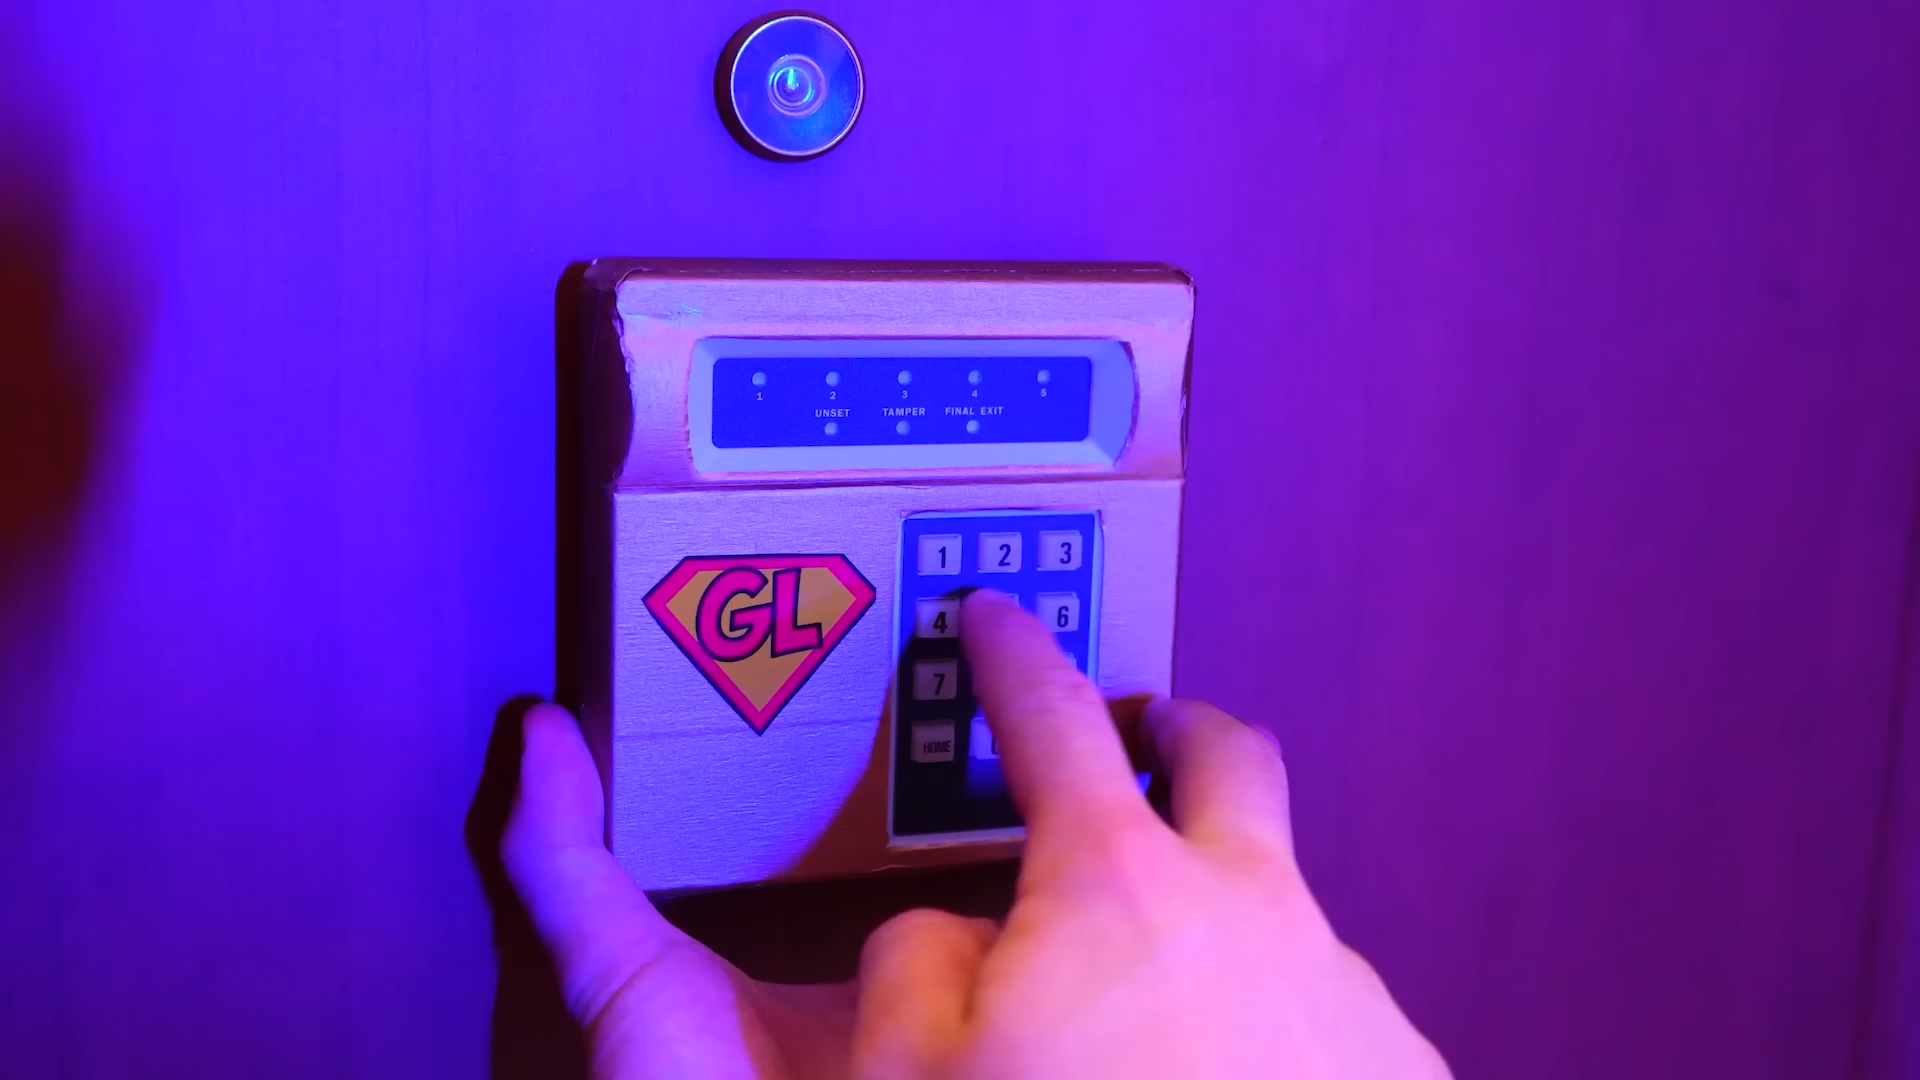 1 2 3 4 5
UNSET TAMPER FINAL EXIT
GL
1 2 3
4 6
7
HOME